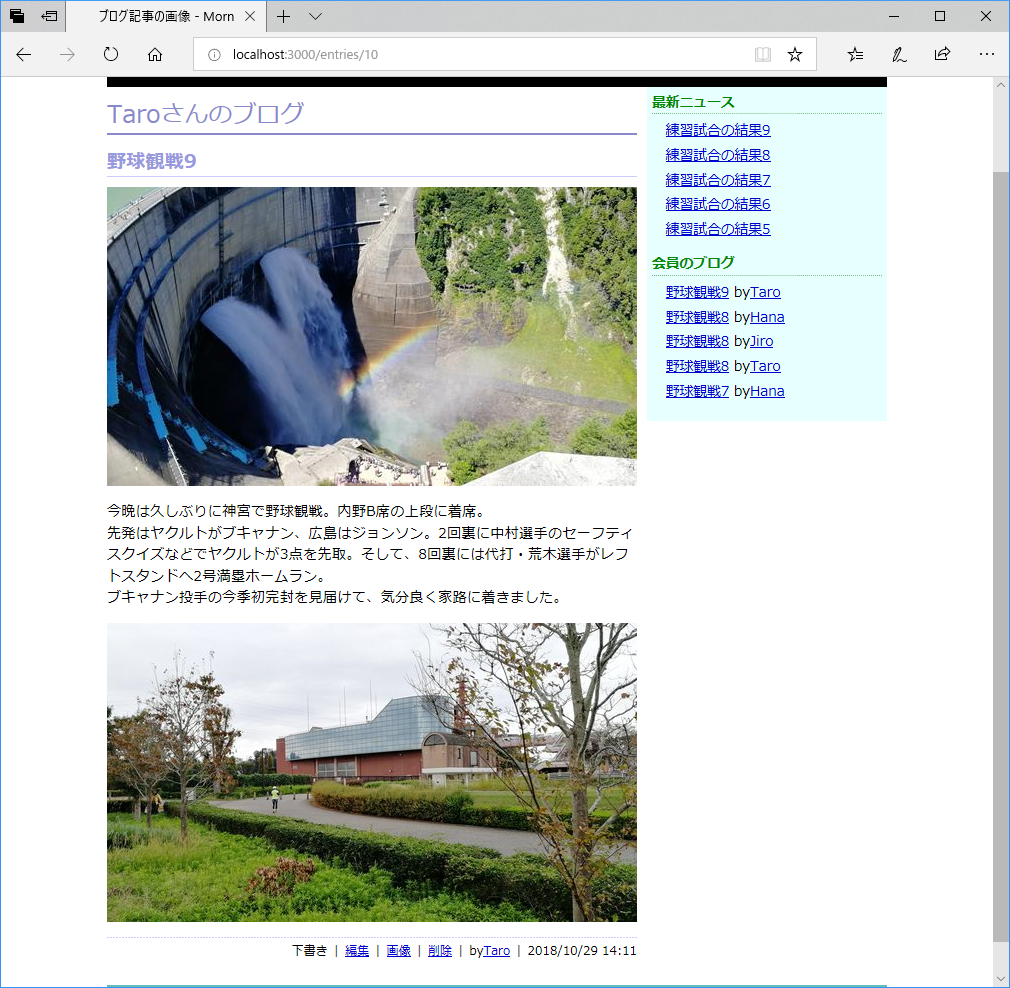 ブログ記事の画像 - Morn
localhost:3000/entries/10
Taroさんのブログ
野球観戦9
今晩は久しぶりに神宮で野球観戦。内野B席の上段に着席。
先発はヤクルトがブキャナン、広島はジョンソン。2回裏に中村選手のセーフティ
スクイズなどでヤクルトが3点を先取。そして、8回裏には代打・荒木選手がレフ
トスタンドへ2号満塁ホームラン。
ブキャナン投手の今季初完封を見届けて、気分良く家路に着きました。
下書き | 編集 | 画像 | 削除 | byTaro | 2018/10/29 14:11
最新ニュース
練習試合の結果9
練習試合の結果8
練習試合の結果7
練習試合の結果6
練習試合の結果5
会員のブログ
野球観戦9 byTaro
野球観戦8 byHana
野球観戦8 byJiro
野球観戦8 byTaro
野球観戦7 byHana